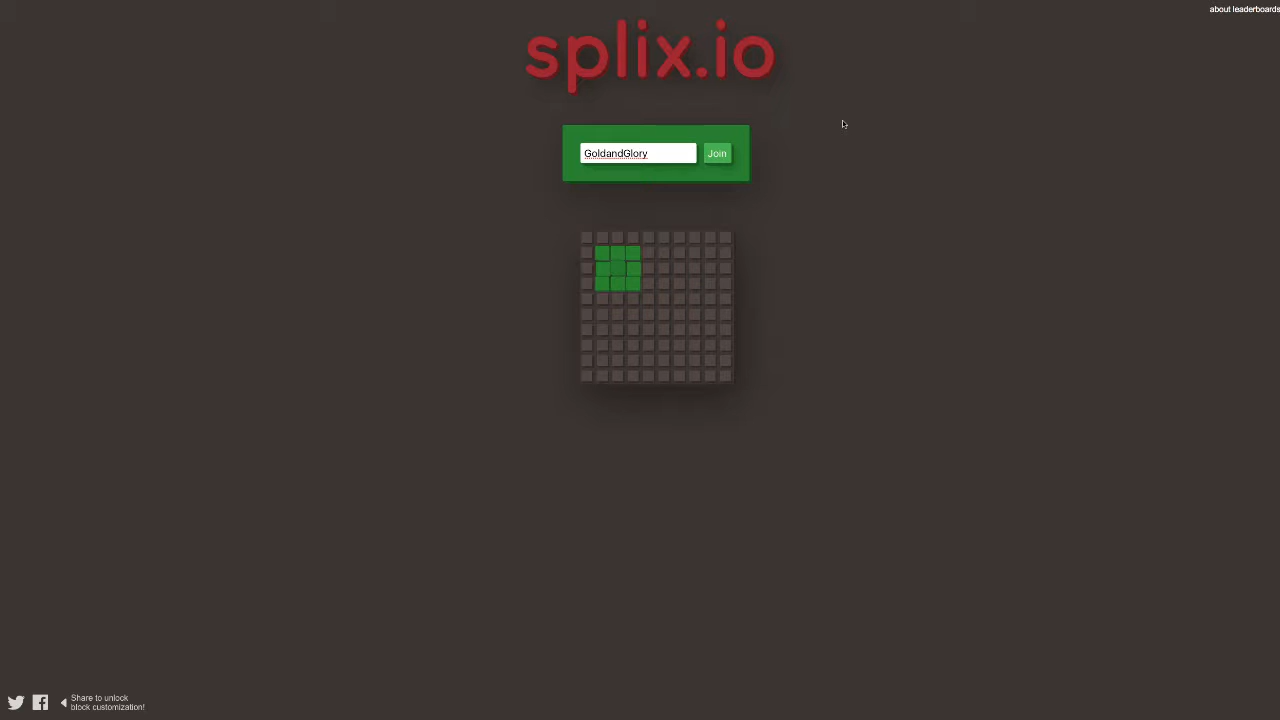 about leaderboards
splix.io
GoldandGlory
Join
Share to unlock
block customization!